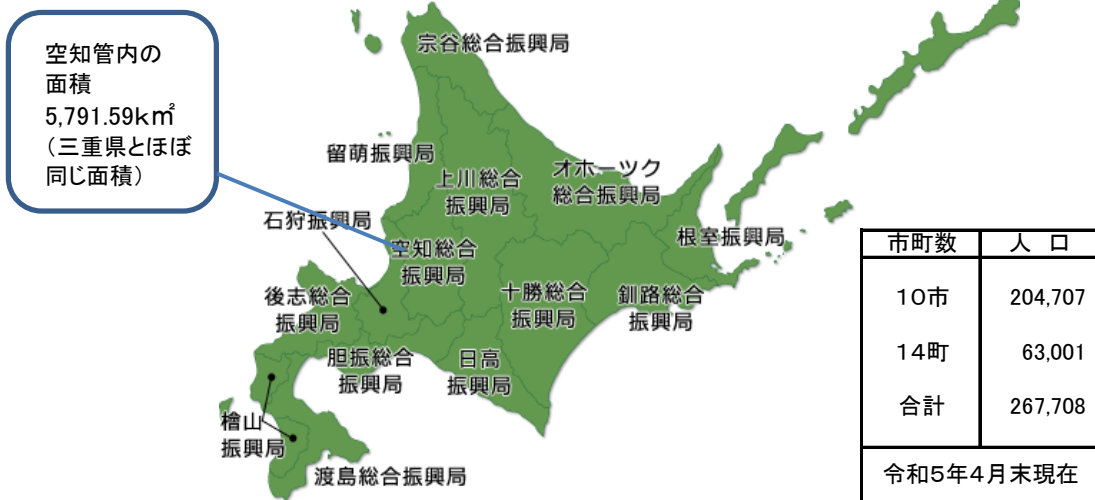 空知管内の
面積
5,791.59km²
（三重県とほぼ
同じ面積）
宗谷総合振興局
留萌振興局
上川総合
振興局
オホーツク
総合振興局
石狩振興局
空知総合
振興局
根室振興局
後志総合
振興局
十勝総合
振興局
釧路総合
振興局
胆振総合
振興局
日高
振興局
檜山
振興局
渡島総合振興局
市町数 人　口
10市 204,707
14町 63,001
合計 267,708
令和5年4月末現在